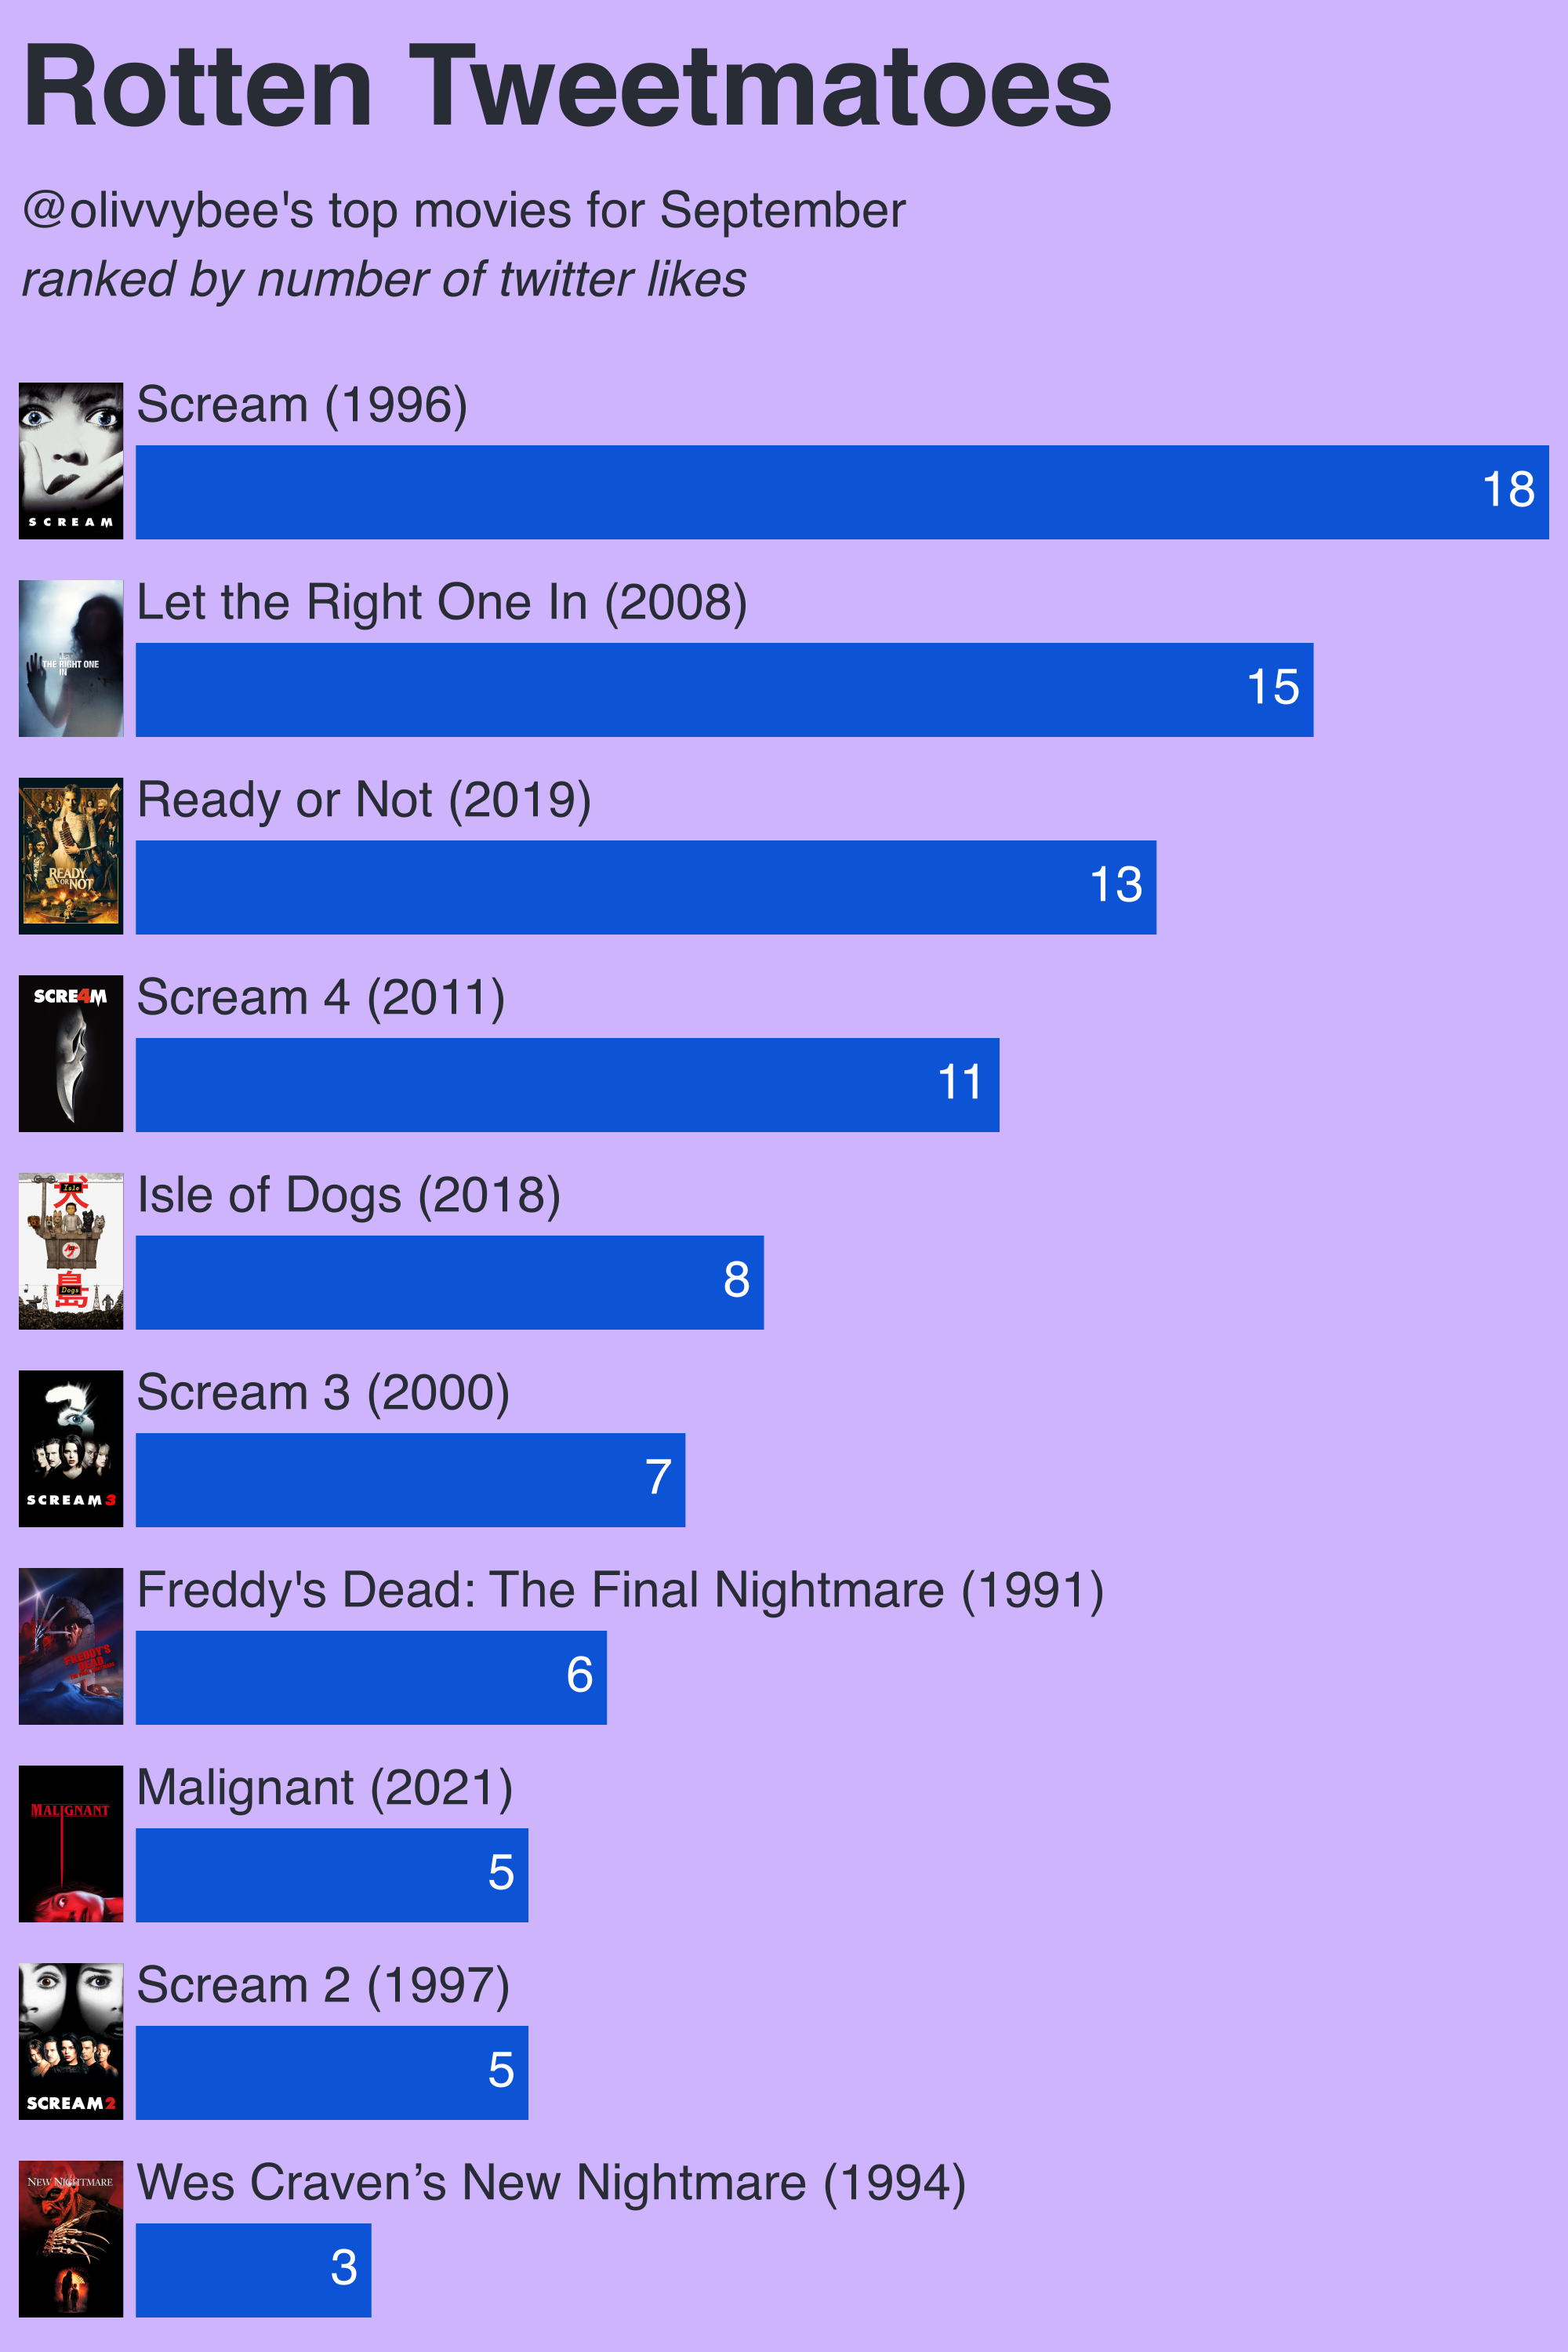 Rotten Tweetmatoes
@olivvybee's top movies for September
ranked by number of twitter likes
SCREAM
Scream (1996)
18
LET
THE RIGHT ONE
IN
Let the Right One In (2008)
15
READY
OR NOT
Ready or Not (2019)
13
SCRE4M
Scream 4 (2011)
11
犬
Isle
ケ
島
Dogs
Isle of Dogs (2018)
8
SCREAM 3
Scream 3 (2000)
7
FREDDY'S
DEAD
Freddy's Dead: The Final Nightmare (1991)
6
MALIGNANT
Malignant (2021)
5
SCREAM 2
Scream 2 (1997)
5
NEW NIGHTMARE
Wes Craven’s New Nightmare (1994)
3